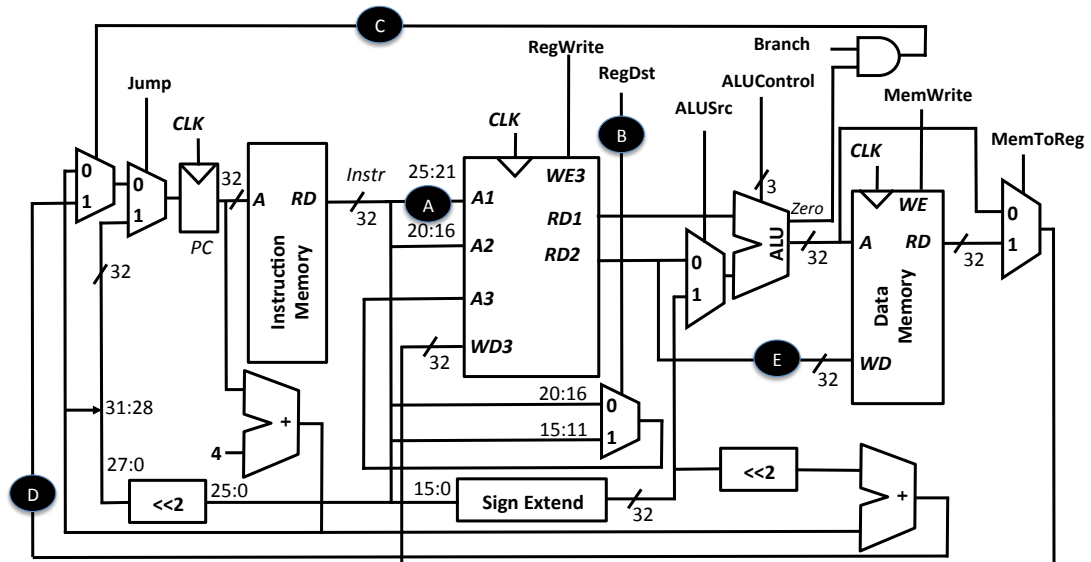 C
Branch
RegWrite
RegDst
ALUControl
Jump
ALUSrc
MemWrite
CLK
CLK
B
MemToReg
CLK
0
1
0
1
32
A
RD
Instr
32
25:21
A
A1
WE3
3
Zero
WE
0
1
PC
20:16
A2
RD1
RD2
0
1
ALU
32
A
RD
32
32
Instruction
Memory
A3
Data
Memory
WD3
32
E
32
WD
31:28
+
4
20:16
0
15:11
1
27:0
D
<<2
25:0
15:0
Sign Extend
32
<<2
+